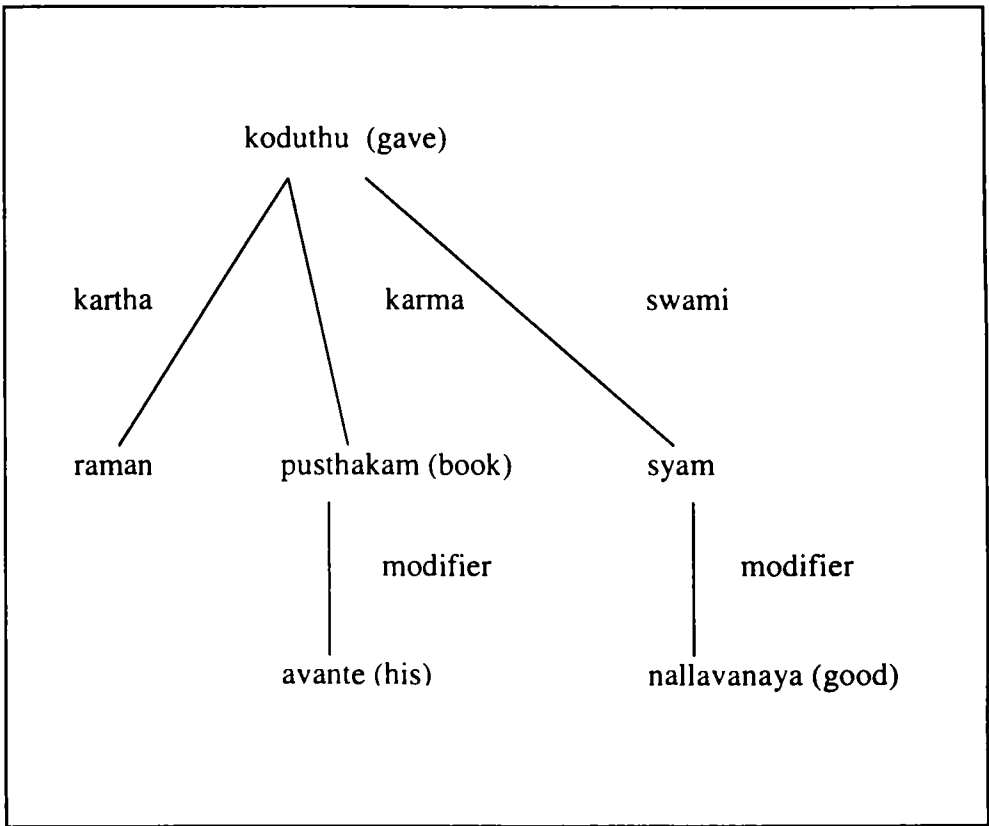 koduthu (gave)
kartha karma swami
raman pusthakam (book) syam
modifier modifier
avante (his) nallavanaya (good)